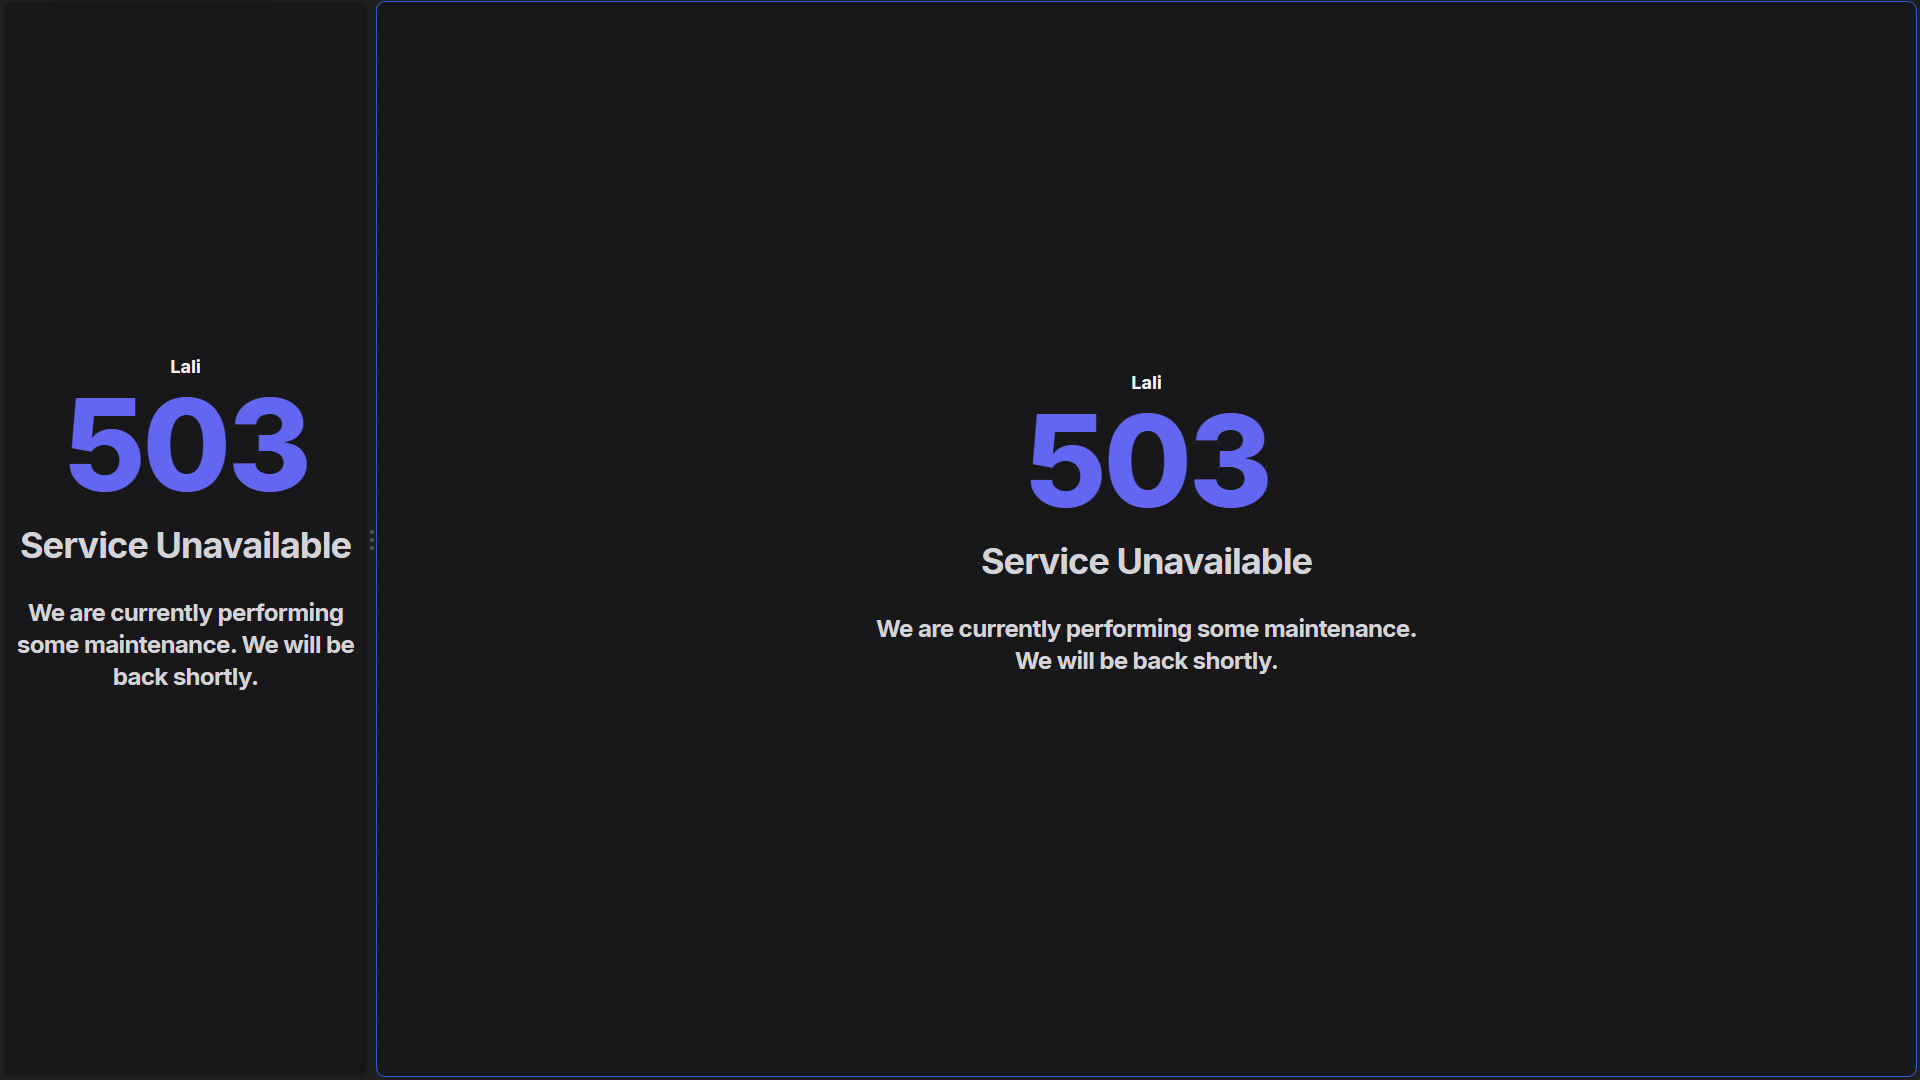 Lali
503
Service Unavailable
We are currently performing
some maintenance. We will be
back shortly.
Lali
503
Service Unavailable
We are currently performing some maintenance.
We will be back shortly.